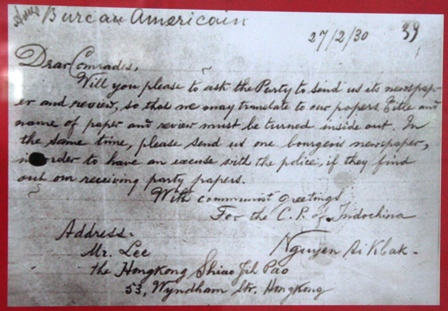 Bureau Americain
27/2/30 39
Dear Comrades,
Will you please to ask the Party to send us its newspap-
er and review, so that we may translate to our papers. Title and
name of paper and review must be turned inside out. In
the same time, please send us one bourgeois newspaper,
in order to have an excuse with the police, if they find
out our receiving party papers.
With communist greetings
For the C.P. of Indochina
Nguyen Ai Kbak.
Address.
Mr. Lee
the Hongkong Shiao Jih Pao
53, Wyndham Str. Hongkong